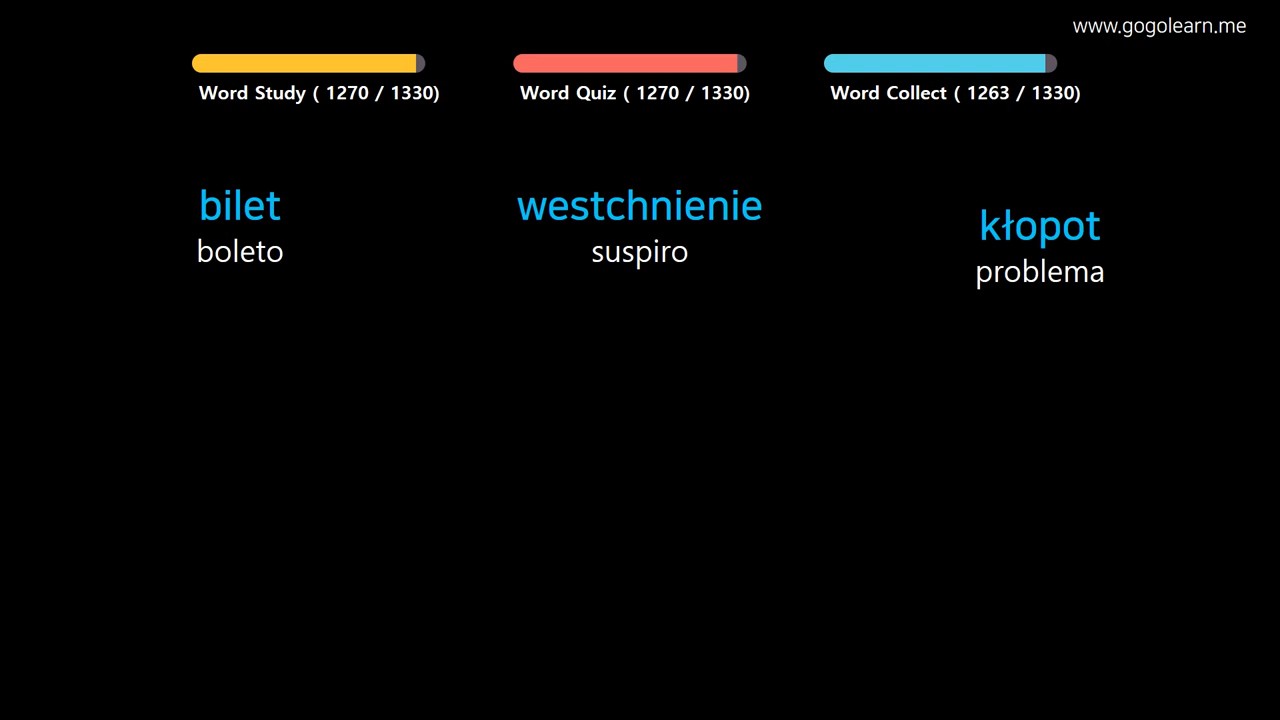 www.gogolearn.me
Word Study ( 1270 / 1330)
Word Quiz ( 1270 / 1330)
Word Collect ( 1263 / 1330)
bilet
boleto
westchnienie
suspiro
kłopot
problema